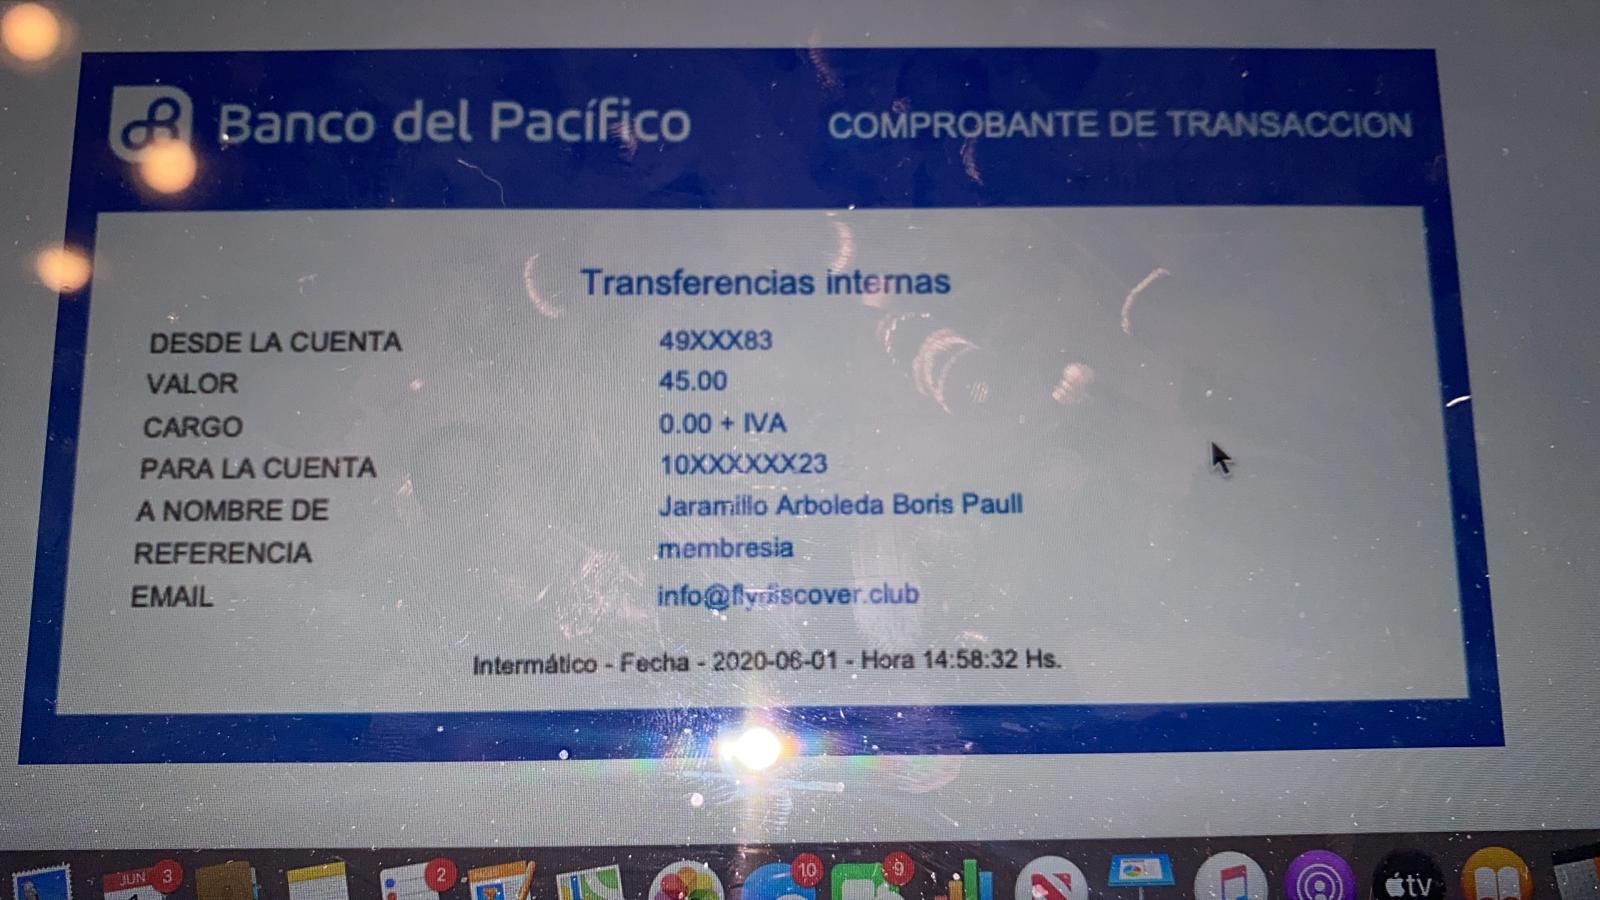 Banco del Pacífico
COMPROBANTE DE TRANSACCION
Transferencias internas
DESDE LA CUENTA 49XXX83
VALOR 45.00
CARGO 0.00 + IVA
PARA LA CUENTA 10XXXXXX23
A NOMBRE DE Jaramillo Arboleda Boris Paull
REFERENCIA membresia
EMAIL info@flydiscover.club
Intermático - Fecha - 2020-06-01 - Hora 14:58:32 Hs.
JUN 3 2 10 9 tv